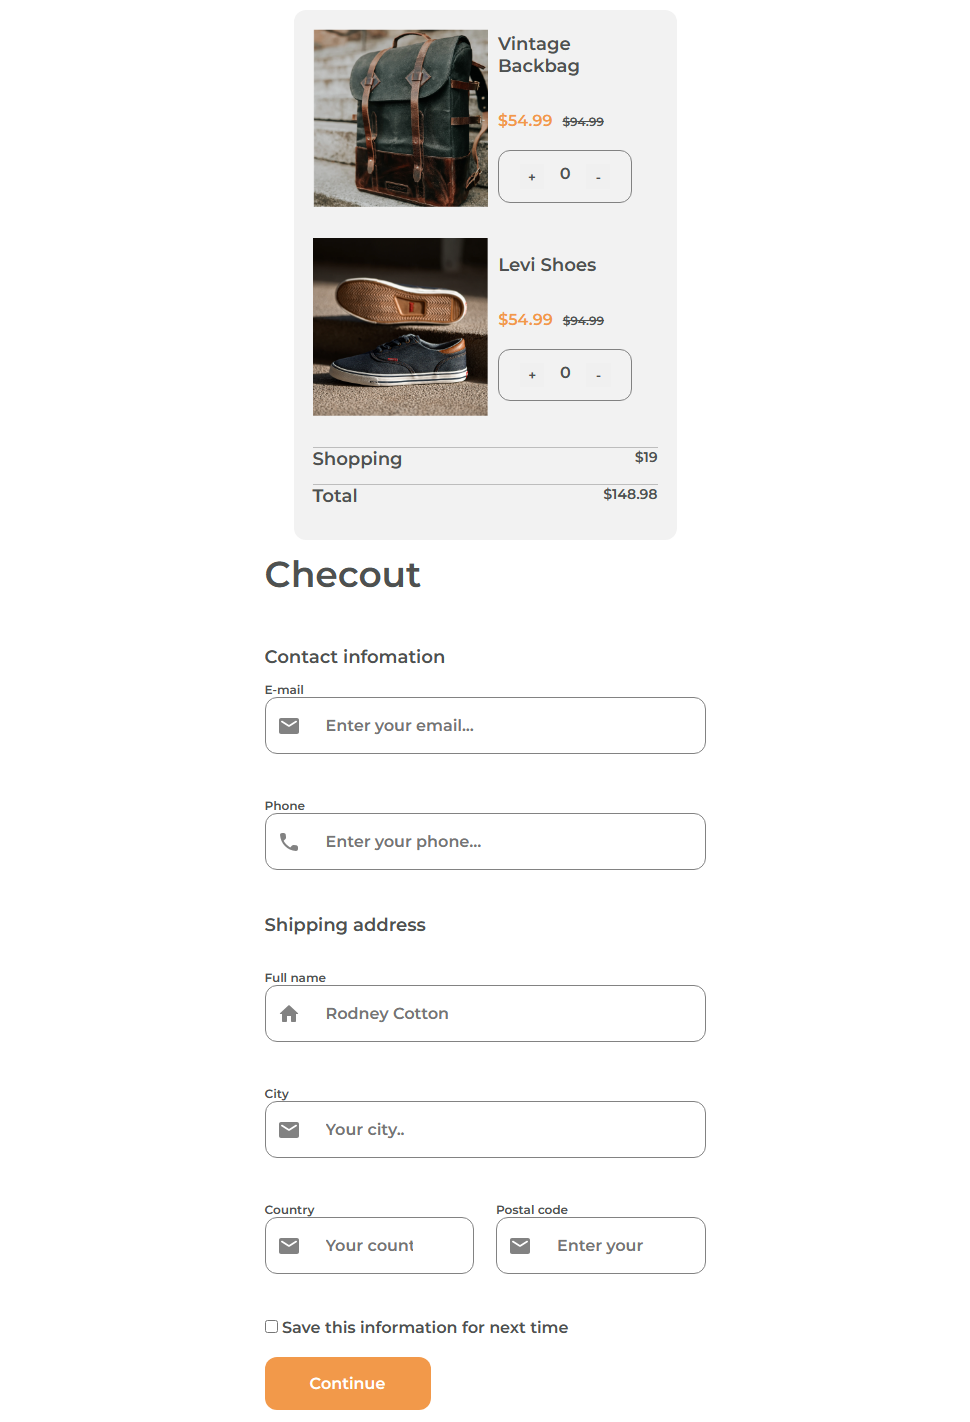 Vintage
Backbag
$54.99 $94.99
+ 0 -
Levi Shoes
$54.99 $94.99
+ 0 -
Shopping $19
Total $148.98
Checout
Contact infomation
E-mail
Enter your email...
Phone
Enter your phone...
Shipping address
Full name
Rodney Cotton
City
Your city..
Country Postal code
Your count Enter your
Save this information for next time
Continue